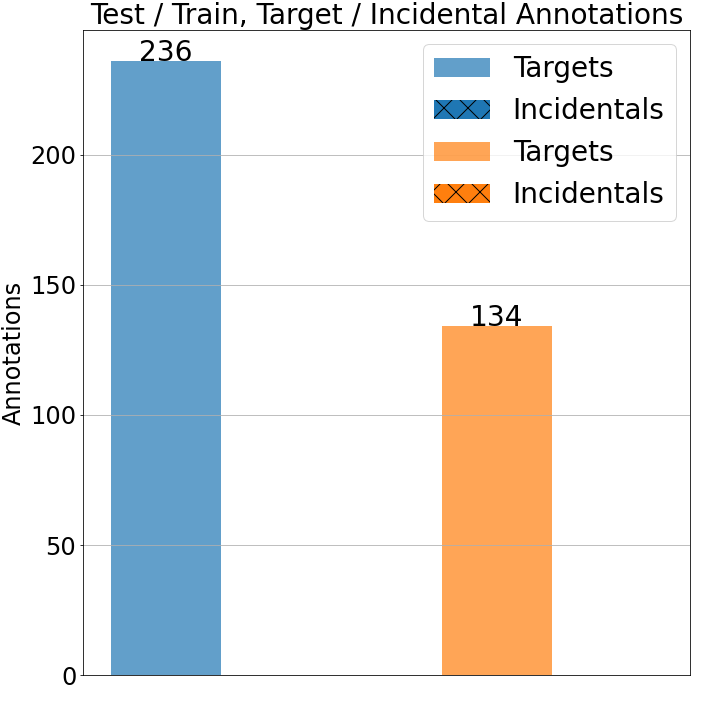 Test / Train, Target / Incidental Annotations
236
134
Targets
Incidentals
Targets
Incidentals
Annotations
200
150
100
50
0